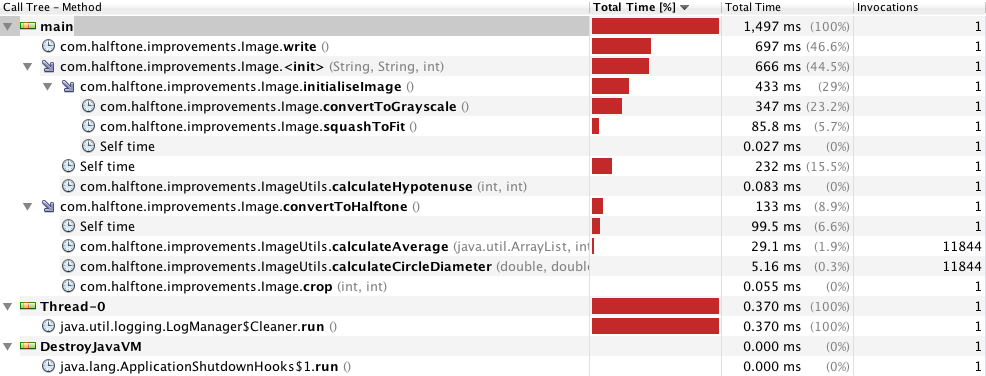 Call Tree - Method Total Time [%] Total Time Invocations
main 1,497 ms (100%) 1
com.halftone.improvements.Image.write () 697 ms (46.6%) 1
com.halftone.improvements.Image.<init> (String, String, int) 666 ms (44.5%) 1
com.halftone.improvements.Image.initialiseImage () 433 ms (29%) 1
com.halftone.improvements.Image.convertToGrayscale () 347 ms (23.2%) 1
com.halftone.improvements.Image.squashToFit () 85.8 ms (5.7%) 1
Self time 0.027 ms (0%) 1
Self time 232 ms (15.5%) 1
com.halftone.improvements.ImageUtils.calculateHypotenuse (int, int) 0.083 ms (0%) 1
com.halftone.improvements.Image.convertToHalftone () 133 ms (8.9%) 1
Self time 99.5 ms (6.6%) 1
com.halftone.improvements.ImageUtils.calculateAverage (java.util.ArrayList, int 29.1 ms (1.9%) 11844
com.halftone.improvements.ImageUtils.calculateCircleDiameter (double, double 5.16 ms (0.3%) 11844
com.halftone.improvements.Image.crop (int, int) 0.055 ms (0%) 1
Thread-0 0.370 ms (100%) 1
java.util.logging.LogManager$Cleaner.run () 0.370 ms (100%) 1
DestroyJavaVM 0.000 ms (0%) 1
java.lang.ApplicationShutdownHooks$1.run () 0.000 ms (0%) 1